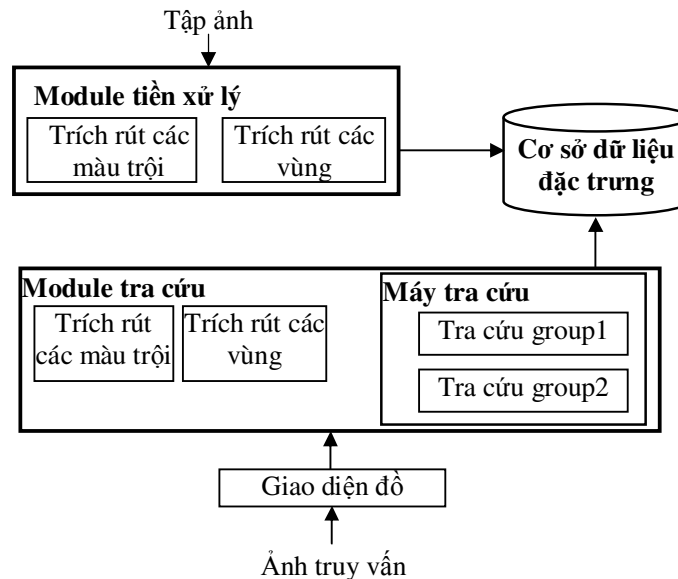 Tập ảnh
Module tiền xử lý
Trích rút các
màu trội
Trích rút các
vùng
Cơ sở dữ liệu
đặc trưng
Module tra cứu
Trích rút
các màu trội
Trích rút các
vùng
Máy tra cứu
Tra cứu group1
Tra cứu group2
Giao diện đồ
Ảnh truy vấn